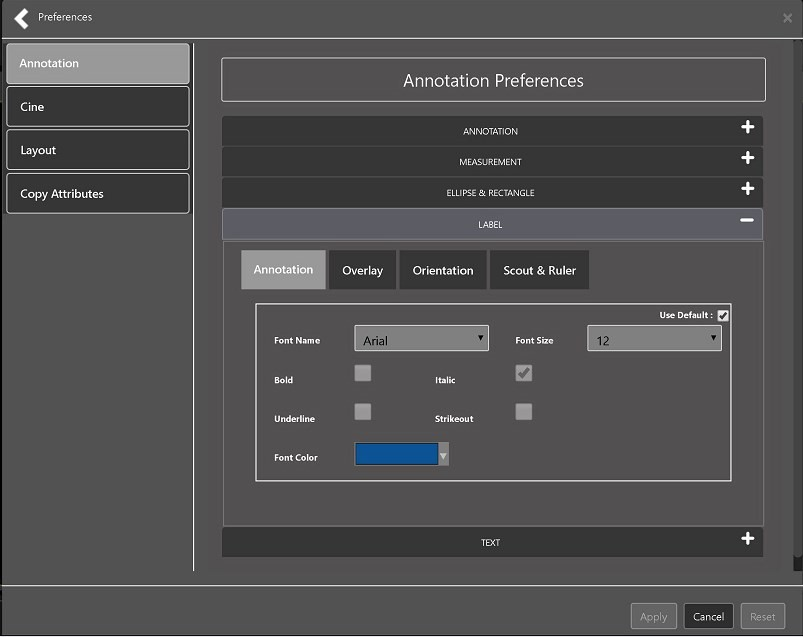 Preferences
Annotation
Cine
Layout
Copy Attributes
Annotation Preferences
ANNOTATION
MEASUREMENT
ELLIPSE & RECTANGLE
LABEL
Annotation Overlay Orientation Scout & Ruler
Use Default :
Font Name Arial Font Size 12
Bold Italic
Underline Strikeout
Font Color
TEXT
Apply Cancel Reset